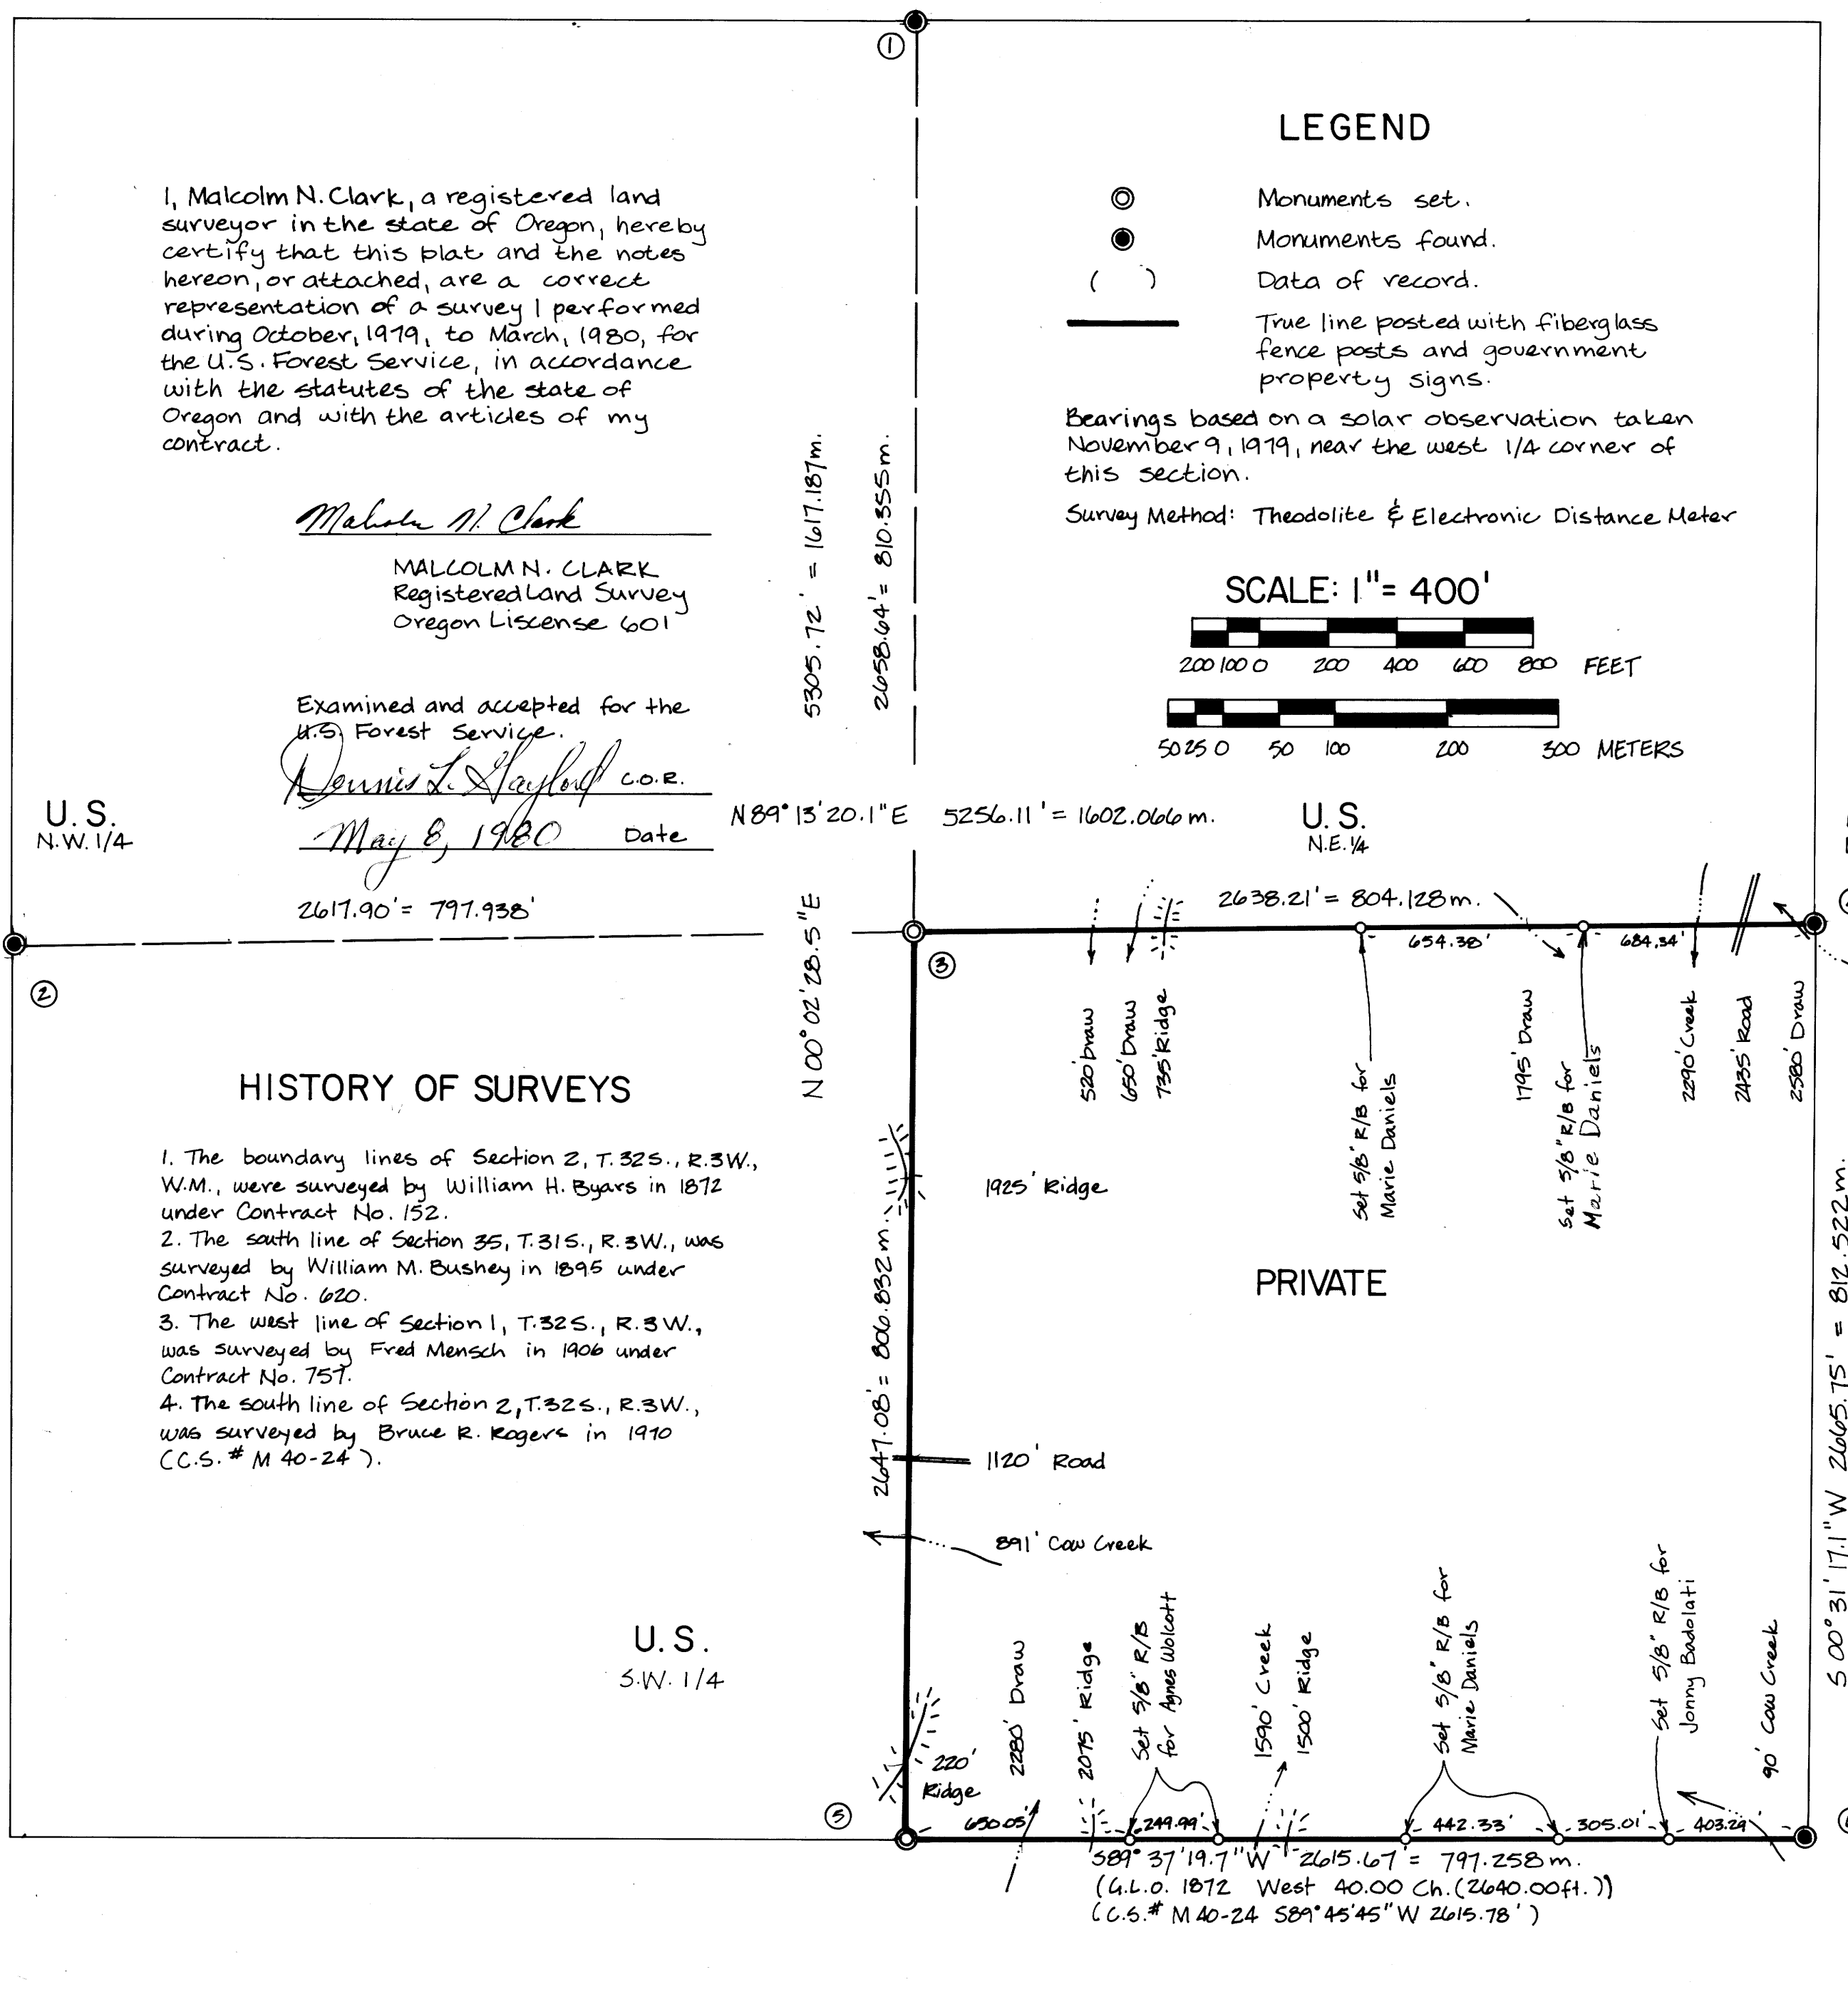 1
I, Malcolm N. Clark, a registered land
surveyor in the state of Oregon, hereby
certify that this plat and the notes
hereon, or attached, are a correct
representation of a survey I performed
during October, 1979, to March, 1980, for
the U.S. Forest Service, in accordance
with the statutes of the state of
Oregon and with the articles of my
contract.
Malcolm N. Clark
MALCOLM N. CLARK
Registered Land Survey
Oregon Liscense 601
Examined and accepted for the
U.S. Forest Service.
Dennis L. Gaylord C.O.R.
May 8, 1980 Date
U.S.
N.W. 1/4
2617.90' = 797.938'
5305.72' = 1617.187m.
2658.64' = 810.355m.
LEGEND
Monuments set.
Monuments found.
( ) Data of record.
True line posted with fiberglass
fence posts and government
property signs.
Bearings based on a solar observation taken
November 9, 1979, near the west 1/4 corner of
this section.
Survey Method: Theodolite & Electronic Distance Meter
SCALE: 1"= 400'
200 100 0 200 400 600 800 FEET
50 25 0 50 100 200 300 METERS
N 89° 13' 20.1" E 5256.11' = 1602.066 m.
U.S.
N.E. 1/4
2638.21' = 804.128m.
654.38'
684.34'
2
3
N 00° 02' 28.5" E
520' Draw
650' Draw
735' Ridge
Set 5/8" R/B for
Marie Daniels
1795' Draw
Set 5/8" R/B for
Marie Daniels
2290' Creek
2435' Road
2580' Draw
HISTORY OF SURVEYS
1. The boundary lines of Section 2, T.32S., R.3W.,
W.M., were surveyed by William H. Byars in 1872
under Contract No. 152.
2. The south line of Section 35, T.31S., R.3W., was
surveyed by William M. Bushey in 1895 under
Contract No. 620.
3. The west line of Section 1, T.32S., R.3W.,
was surveyed by Fred Mensch in 1906 under
Contract No. 757.
4. The south line of Section 2, T.32S., R.3W.,
was surveyed by Bruce R. Rogers in 1970
(C.S.# M 40-24).
1925' Ridge
PRIVATE
2647.08' = 806.832m.
1120' Road
891' Cow Creek
S 00° 31' 17.1" W 2665.75' = 812.522m.
U.S.
S.W. 1/4
220'
Ridge
2280' Draw
2075' Ridge
Set 5/8" R/B
for Agnes Wolcott
1590' Creek
1500' Ridge
Set 5/8" R/B for
Marie Daniels
Set 5/8" R/B for
Jonny Badolati
90' Cow Creek
5
650.05' 249.99' 442.33' 305.01' 403.29'
S89° 37' 19.7" W 2615.67' = 797.258m.
(G.L.O. 1872 West 40.00 Ch. (2640.00ft.))
(C.S.# M 40-24 S89°45'45" W 2615.78')